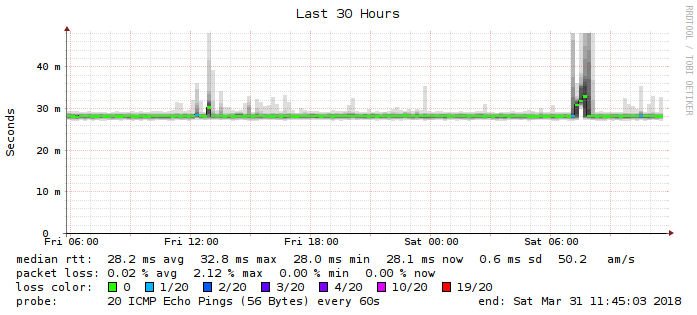 Last 30 Hours
RRDTOOL / TOBI OETIKER
Seconds
40 m
30 m
20 m
10 m
0
Fri 06:00 Fri 12:00 Fri 18:00 Sat 00:00 Sat 06:00
median rtt: 28.2 ms avg 32.8 ms max 28.0 ms min 28.1 ms now 0.6 ms sd 50.2 am/s
packet loss: 0.02 % avg 2.12 % max 0.00 % min 0.00 % now
loss color: 0 1/20 2/20 3/20 4/20 10/20 19/20
probe: 20 ICMP Echo Pings (56 Bytes) every 60s end: Sat Mar 31 11:45:03 2018